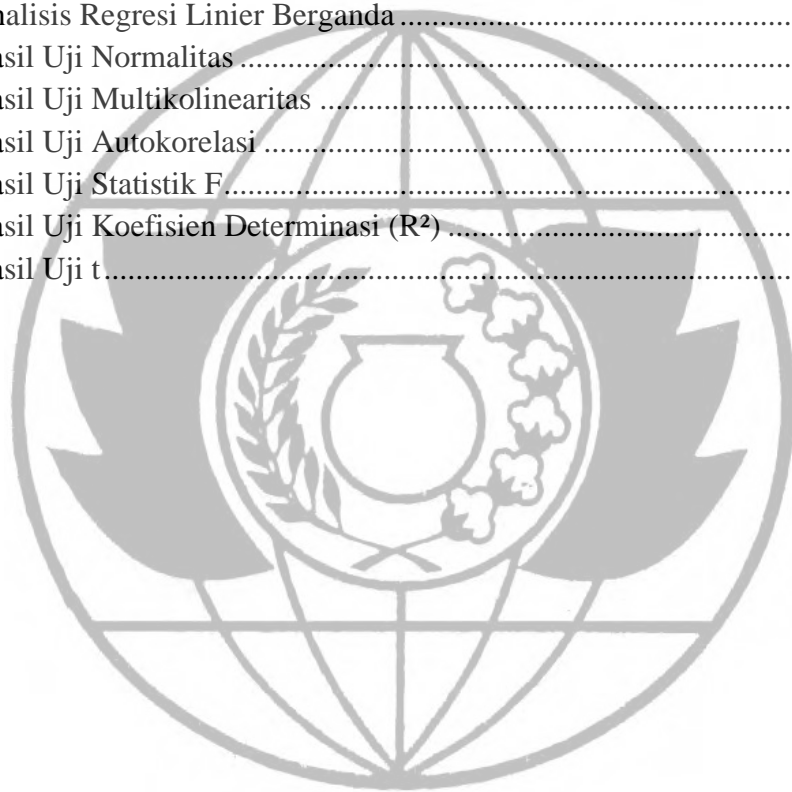 nalisis Regresi Linier Berganda ................................................
asil Uji Normalitas ................................................
asil Uji Multikolinearitas ................................................
asil Uji Autokorelasi ................................................
asil Uji Statistik F................................................
asil Uji Koefisien Determinasi (R²) ................................................
asil Uji t................................................